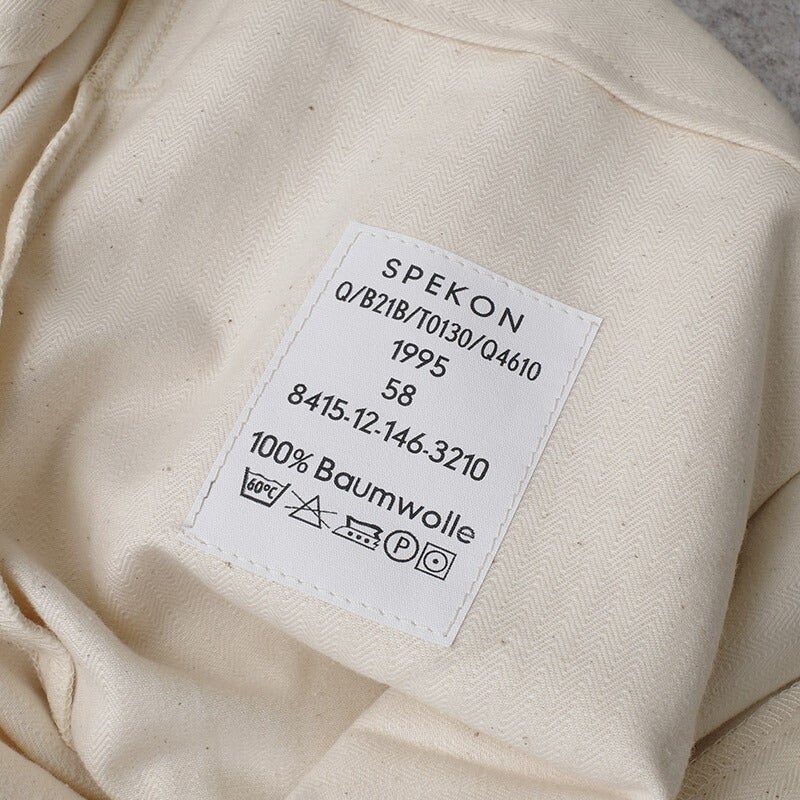 SPEKON
Q/B21B/T0130/Q4610
1995
58
8415-12-146-3210
100% Baumwolle
60°C P